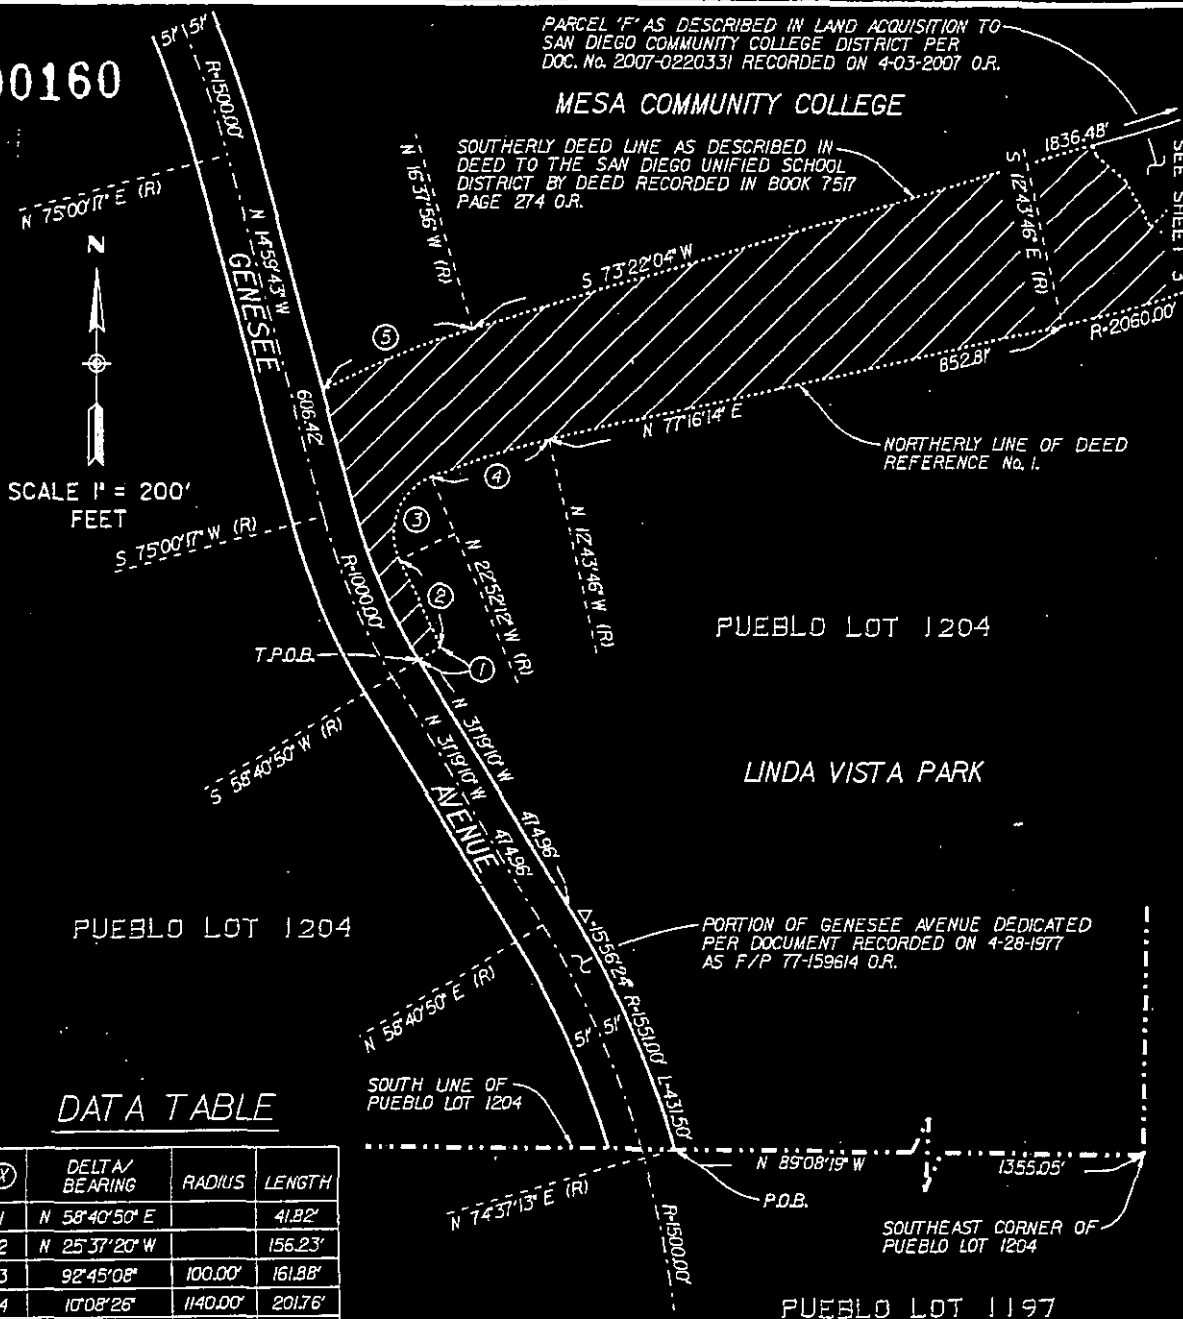 00160
51' 51'
R=1500.00'
PARCEL 'F' AS DESCRIBED IN LAND ACQUISITION TO
SAN DIEGO COMMUNITY COLLEGE DISTRICT PER
DOC. No. 2007-0220331 RECORDED ON 4-03-2007 O.R.
MESA COMMUNITY COLLEGE
SOUTHERLY DEED LINE AS DESCRIBED IN
DEED TO THE SAN DIEGO UNIFIED SCHOOL
DISTRICT BY DEED RECORDED IN BOOK 7517
PAGE 274 O.R.
1836.48'
SEE SHEET 3
S 12°43'46" E (R)
N 16°37'56" W (R)
N 75°00'17" E (R)
N
N 14°59'43" W
GENESEE
S 73°22'04" W
R=2060.00'
5
852.81'
606.42'
N 77°16'14" E
NORTHERLY LINE OF DEED
REFERENCE No. 1.
SCALE 1" = 200'
FEET
4
S 75°00'17" W (R)
3
N 22°52'12" W (R)
N 12°43'46" W (R)
R=1000.00'
2
PUEBLO LOT 1204
T.P.O.B.
1
S 58°40'50" W (R)
N 31°19'10" W
N 31°19'10" W
LINDA VISTA PARK
AVENUE
474.96'
474.96'
PUEBLO LOT 1204
PORTION OF GENESEE AVENUE DEDICATED
PER DOCUMENT RECORDED ON 4-28-1977
AS F/P 77-159614 O.R.
Δ=15°56'24" R=1551.00' L=431.50'
N 58°40'50" E (R)
51' 51'
SOUTH LINE OF
PUEBLO LOT 1204
N 89°08'19" W
1355.05'
P.O.B.
N 74°37'13" E (R)
R=1500.00'
SOUTHEAST CORNER OF
PUEBLO LOT 1204
PUEBLO LOT 1197
DATA TABLE
X DELTA/ BEARING RADIUS LENGTH
1 N 58°40'50" E 41.82'
2 N 25°37'20" W 156.23'
3 92°45'08" 100.00' 161.88'
4 10°08'26" 1140.00' 201.76'